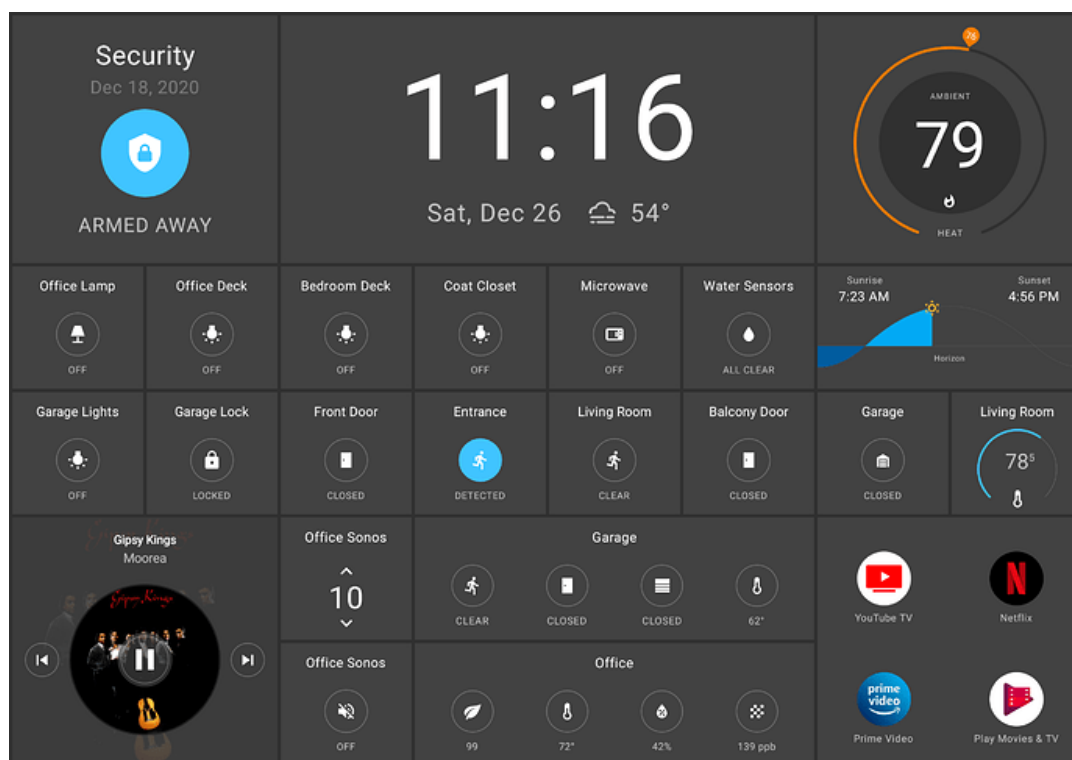 Security
Dec 18, 2020
ARMED AWAY
11:16
Sat, Dec 26 54°
76
AMBIENT
79
HEAT
Office Lamp
OFF
Office Deck
OFF
Bedroom Deck
OFF
Coat Closet
OFF
Microwave
OFF
Water Sensors
ALL CLEAR
Sunrise
7:23 AM
Sunset
4:56 PM
Horizon
Garage Lights
OFF
Garage Lock
LOCKED
Front Door
CLOSED
Entrance
DETECTED
Living Room
CLEAR
Balcony Door
CLOSED
Garage
CLOSED
Living Room
78⁵
Gipsy Kings
Moorea
Gipsy Kings
Office Sonos
10
Garage
CLEAR
CLOSED
CLOSED
62°
Office Sonos
OFF
Office
99
72°
42%
139 ppb
YouTube TV
N
Netflix
prime
video
Prime Video
Play Movies & TV